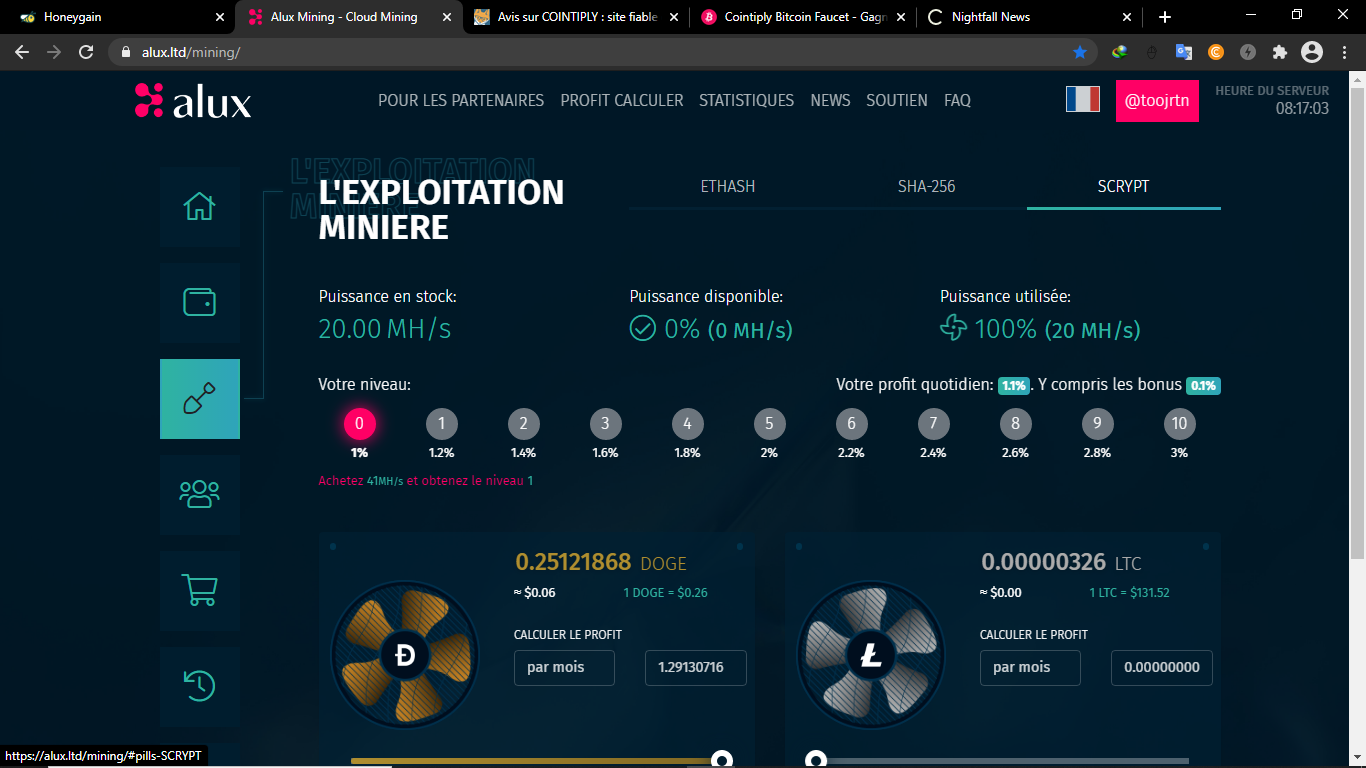 Honeygain
Alux Mining - Cloud Mining
Avis sur COINTIPLY : site fiable
Cointiply Bitcoin Faucet - Gagn
Nightfall News
alux.ltd/mining/
alux
POUR LES PARTENAIRES
PROFIT CALCULER
STATISTIQUES
NEWS
SOUTIEN
FAQ
@toojrtn
HEURE DU SERVEUR
08:17:03
L'EXPLOITATION
MINIERE
L'EXPLOITATION
MINIERE
ETHASH
SHA-256
SCRYPT
Puissance en stock:
20.00 MH/s
Puissance disponible:
0% (0 MH/s)
Puissance utilisée:
100% (20 MH/s)
Votre niveau:
Votre profit quotidien: 1.1%. Y compris les bonus 0.1%
0 1 2 3 4 5 6 7 8 9 10
1% 1.2% 1.4% 1.6% 1.8% 2% 2.2% 2.4% 2.6% 2.8% 3%
Achetez 41MH/s et obtenez le niveau 1
0.25121868 DOGE
≈ $0.06
1 DOGE = $0.26
CALCULER LE PROFIT
par mois
1.29130716
0.00000326 LTC
≈ $0.00
1 LTC = $131.52
CALCULER LE PROFIT
par mois
0.00000000
https://alux.ltd/mining/#pills-SCRYPT